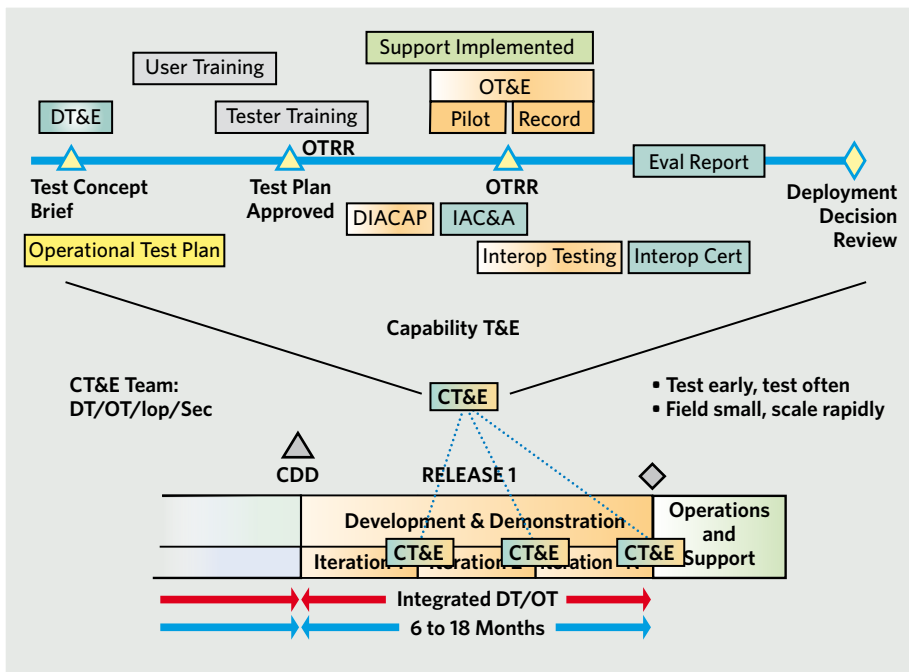 Support Implemented
User Training
OT&E
DT&E
Tester Training
Pilot
Record
OTRR
Eval Report
Test Concept
Brief
Test Plan
Approved
OTRR
Deployment
Decision
Review
DIACAP
IAC&A
Operational Test Plan
Interop Testing
Interop Cert
Capability T&E
CT&E Team:
DT/OT/Iop/Sec
CT&E
• Test early, test often
• Field small, scale rapidly
CDD
RELEASE 1
Development & Demonstration
Operations
and
Support
Iteration
CT&E
CT&E
CT&E
Integrated DT/OT
6 to 18 Months